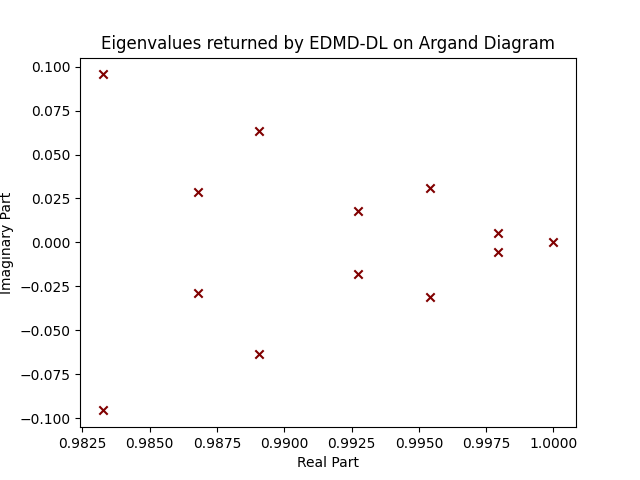 Eigenvalues returned by EDMD-DL on Argand Diagram
0.100
0.075
0.050
0.025
0.000
−0.025
−0.050
−0.075
−0.100
Imaginary Part
0.9825 0.9850 0.9875 0.9900 0.9925 0.9950 0.9975 1.0000
Real Part